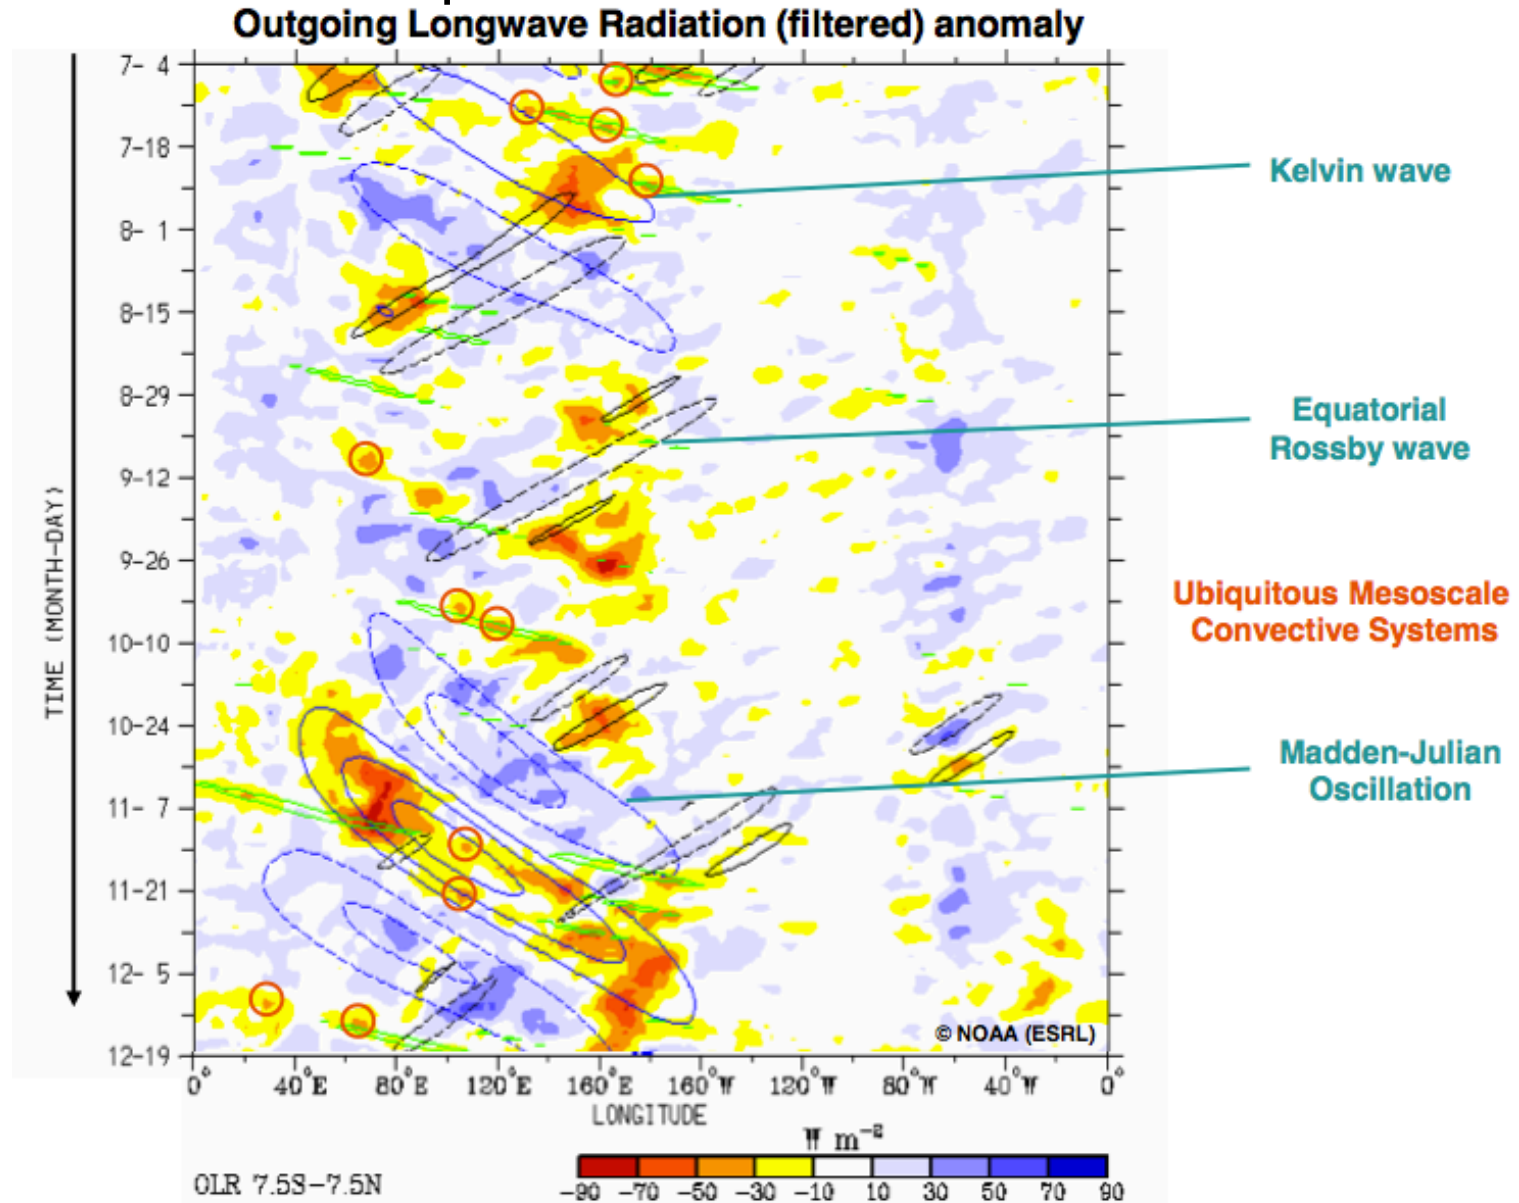 Outgoing Longwave Radiation (filtered) anomaly
7- 4
7-18
8- 1
8-15
8-29
9-12
9-26
10-10
10-24
11- 7
11-21
12- 5
12-19
TIME (MONTH-DAY)
Kelvin wave
Equatorial
Rossby wave
Ubiquitous Mesoscale
Convective Systems
Madden-Julian
Oscillation
© NOAA (ESRL)
0° 40°E 80°E 120°E 160°E 160°W 120°W 80°W 40°W 0°
LONGITUDE
W m⁻²
OLR 7.5S-7.5N
-90 -70 -50 -30 -10 10 30 50 70 90